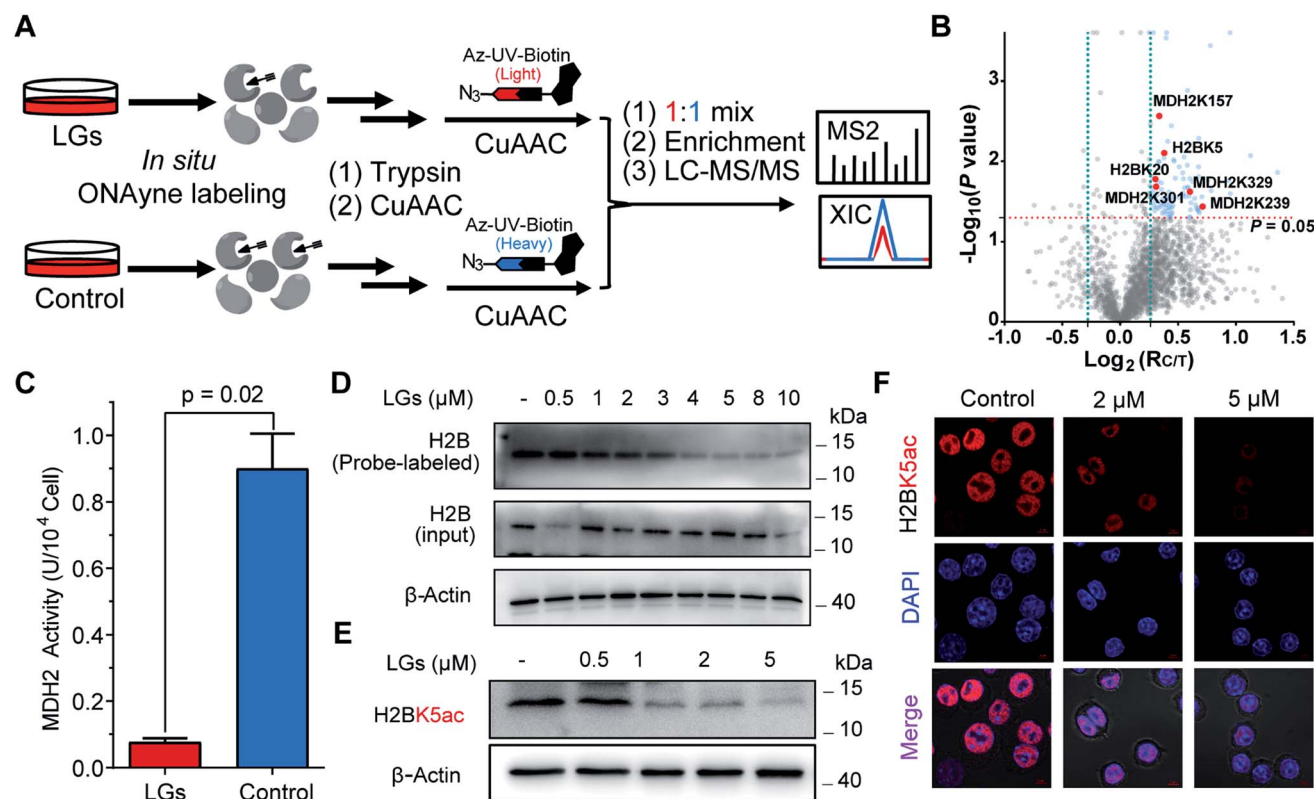 A
LGs
Control
In situ
ONAyne labeling
(1) Trypsin
(2) CuAAC
Az-UV-Biotin
(Light)
N3
CuAAC
Az-UV-Biotin
(Heavy)
N3
CuAAC
(1) 1:1 mix
(2) Enrichment
(3) LC-MS/MS
MS2
XIC
B
-Log10(P value)
3
2
1
0
MDH2K157
H2BK5
H2BK20
MDH2K329
MDH2K301
MDH2K239
P = 0.05
-1.0 -0.5 0.0 0.5 1.0 1.5
Log2 (RC/T)
C
p = 0.02
MDH2 Activity (U/10^4 Cell)
1.0
0.8
0.6
0.4
0.2
0.0
LGs Control
D
LGs (μM) - 0.5 1 2 3 4 5 8 10
kDa
H2B
(Probe-labeled)
15
10
H2B
(input)
15
10
β-Actin
40
E
LGs (μM) - 0.5 1 2 5
kDa
H2BK5ac
15
10
β-Actin
40
F
Control 2 μM 5 μM
H2BK5ac
DAPI
Merge